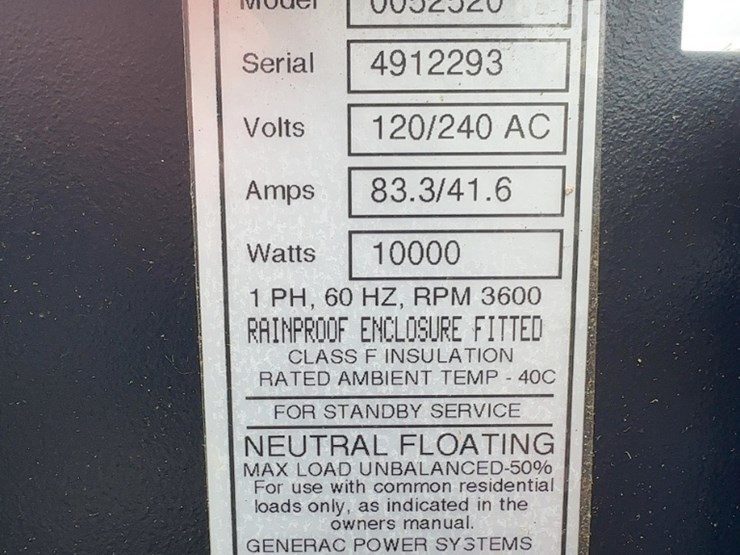 Model 0052520
Serial 4912293
Volts 120/240 AC
Amps 83.3/41.6
Watts 10000
1 PH, 60 HZ, RPM 3600
RAINPROOF ENCLOSURE FITTED
CLASS F INSULATION
RATED AMBIENT TEMP - 40C
FOR STANDBY SERVICE
NEUTRAL FLOATING
MAX LOAD UNBALANCED-50%
For use with common residential
loads only, as indicated in the
owners manual.
GENERAC POWER SYSTEMS